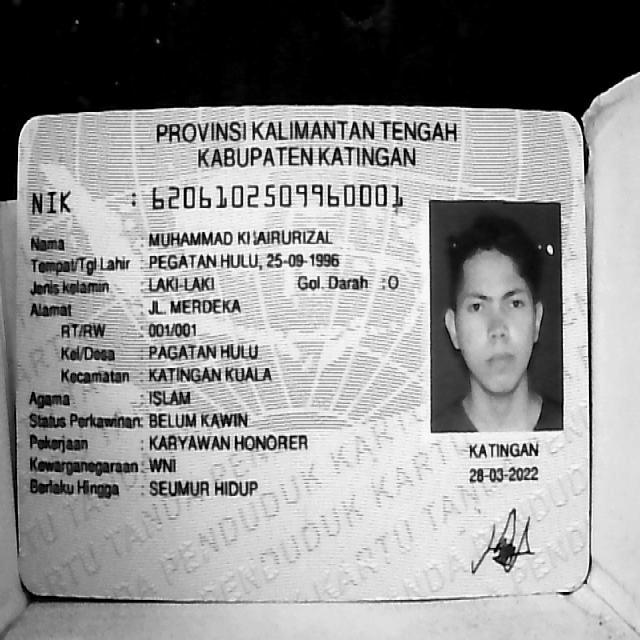 PROVINSI KALIMANTAN TENGAH
KABUPATEN KATINGAN
NIK : 6206102509960001
Nama MUHAMMAD KHAIRURIZAL
Tempat/Tgl Lahir : PEGATAN HULU, 25-09-1996
Jenis kelamin : LAKI-LAKI Gol. Darah : O
Alamat : JL. MERDEKA
RT/RW : 001/001
Kel/Desa : PAGATAN HULU
Kecamatan : KATINGAN KUALA
Agama : ISLAM
Status Perkawinan: BELUM KAWIN
Pekerjaan : KARYAWAN HONORER
Kewarganegaraan : WNI
Berlaku Hingga : SEUMUR HIDUP
KATINGAN
28-03-2022
KARTU TANDA PENDUDUK